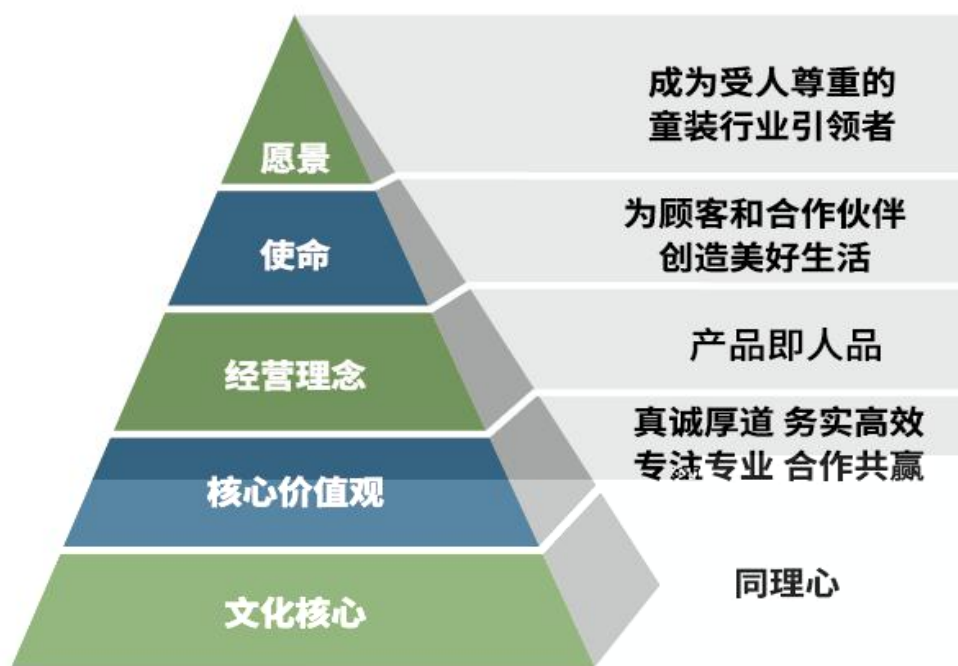 愿景
成为受人尊重的
童装行业引领者
使命
为顾客和合作伙伴
创造美好生活
经营理念
产品即人品
核心价值观
真诚厚道 务实高效
专注专业 合作共赢
文化核心
同理心